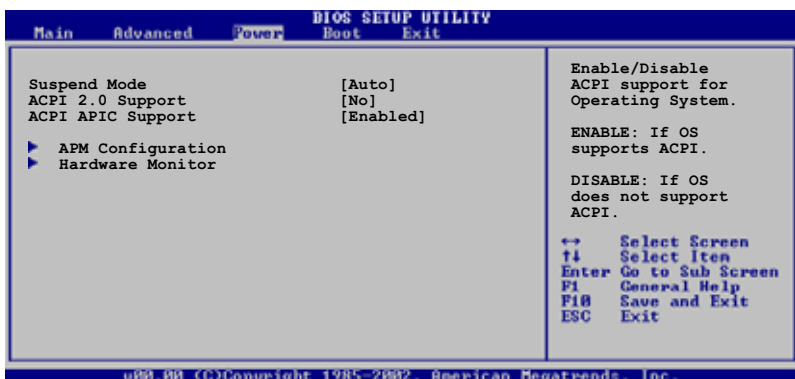 BIOS SETUP UTILITY
Main Advanced Power Boot Exit
Suspend Mode [Auto]
ACPI 2.0 Support [No]
ACPI APIC Support [Enabled]
APM Configuration
Hardware Monitor
Enable/Disable
ACPI support for
Operating System.
ENABLE: If OS
supports ACPI.
DISABLE: If OS
does not support
ACPI.
↔ Select Screen
↑↓ Select Item
Enter Go to Sub Screen
F1 General Help
F10 Save and Exit
ESC Exit
v00.00 (C)Copyright 1985-2002, American Megatrends, Inc.